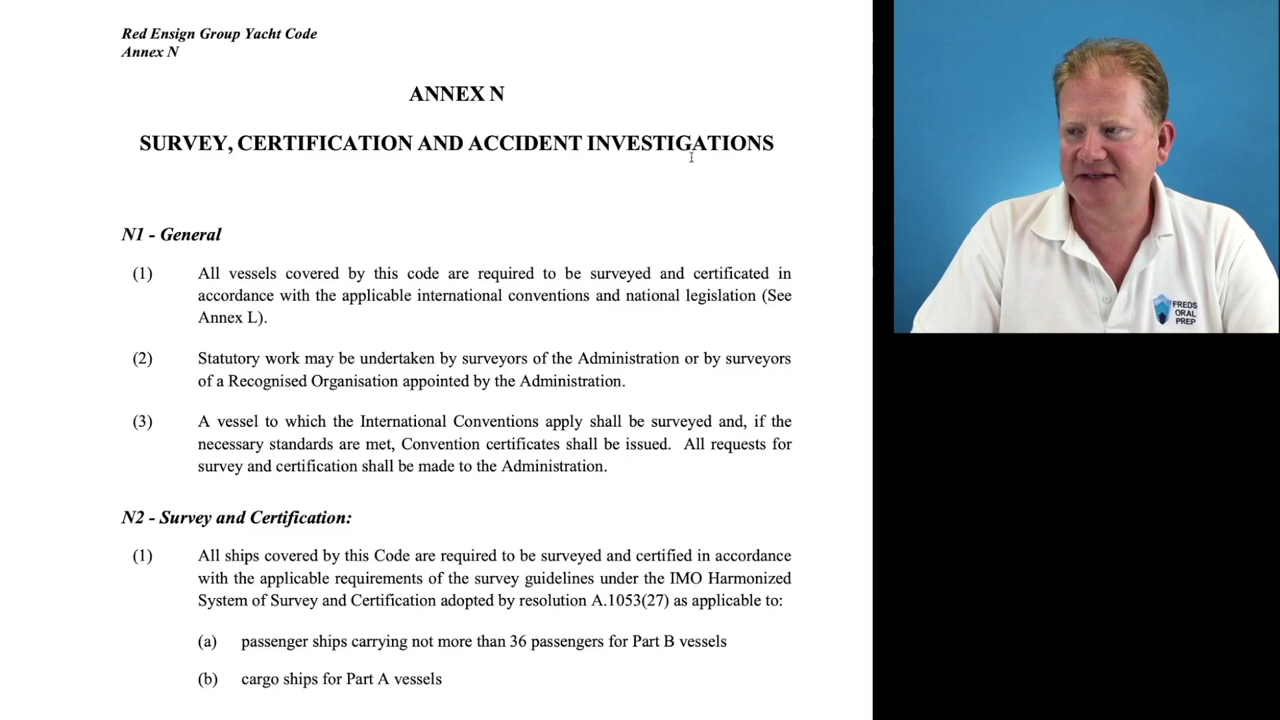 Red Ensign Group Yacht Code
Annex N
ANNEX N
SURVEY, CERTIFICATION AND ACCIDENT INVESTIGATIONS
N1 - General
(1) All vessels covered by this code are required to be surveyed and certificated in
accordance with the applicable international conventions and national legislation (See
Annex L).
(2) Statutory work may be undertaken by surveyors of the Administration or by surveyors
of a Recognised Organisation appointed by the Administration.
(3) A vessel to which the International Conventions apply shall be surveyed and, if the
necessary standards are met, Convention certificates shall be issued. All requests for
survey and certification shall be made to the Administration.
N2 - Survey and Certification:
(1) All ships covered by this Code are required to be surveyed and certified in accordance
with the applicable requirements of the survey guidelines under the IMO Harmonized
System of Survey and Certification adopted by resolution A.1053(27) as applicable to:
(a) passenger ships carrying not more than 36 passengers for Part B vessels
(b) cargo ships for Part A vessels
FREDS
ORAL
PREP